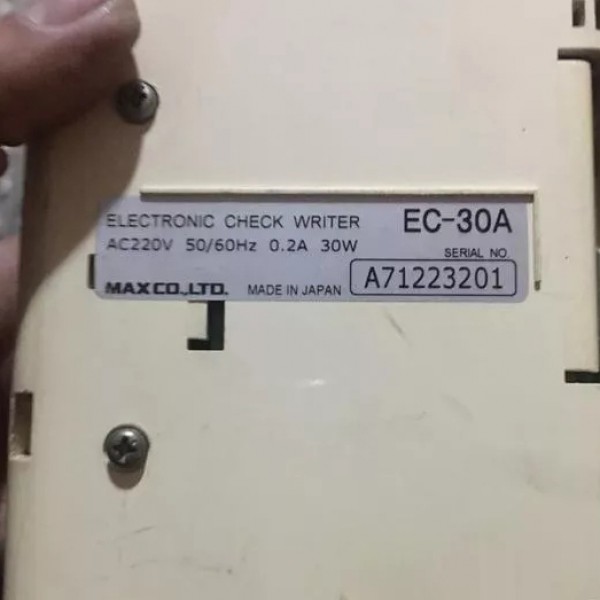 ELECTRONIC CHECK WRITER EC-30A
AC220V 50/60Hz 0.2A 30W
SERIAL NO.
MAX CO., LTD. MADE IN JAPAN A71223201